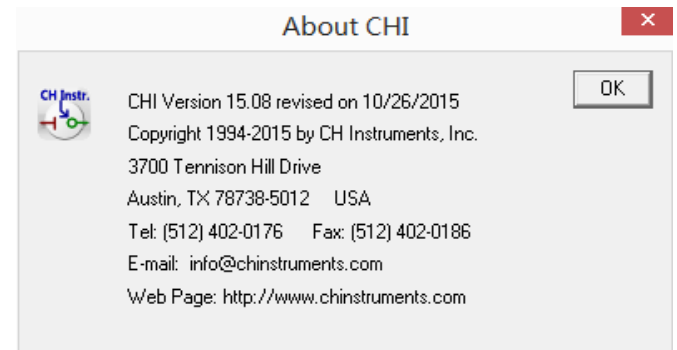 About CHI
CH Instr.
OK
CHI Version 15.08 revised on 10/26/2015
Copyright 1994-2015 by CH Instruments, Inc.
3700 Tennison Hill Drive
Austin, TX 78738-5012 USA
Tel: (512) 402-0176 Fax: (512) 402-0186
E-mail: info@chinstruments.com
Web Page: http://www.chinstruments.com